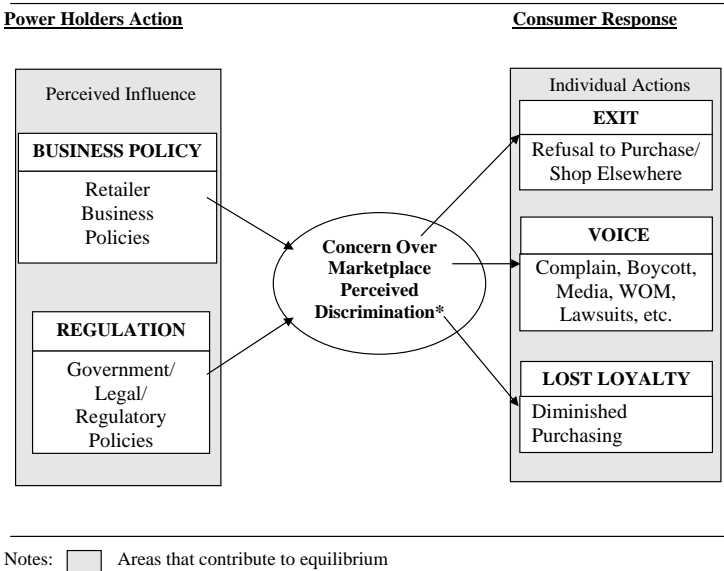 Power Holders Action
Consumer Response
Perceived Influence
BUSINESS POLICY
Retailer
Business
Policies
REGULATION
Government/
Legal/
Regulatory
Policies
Concern Over
Marketplace
Perceived
Discrimination*
Individual Actions
EXIT
Refusal to Purchase/
Shop Elsewhere
VOICE
Complain, Boycott,
Media, WOM,
Lawsuits, etc.
LOST LOYALTY
Diminished
Purchasing
Notes: Areas that contribute to equilibrium